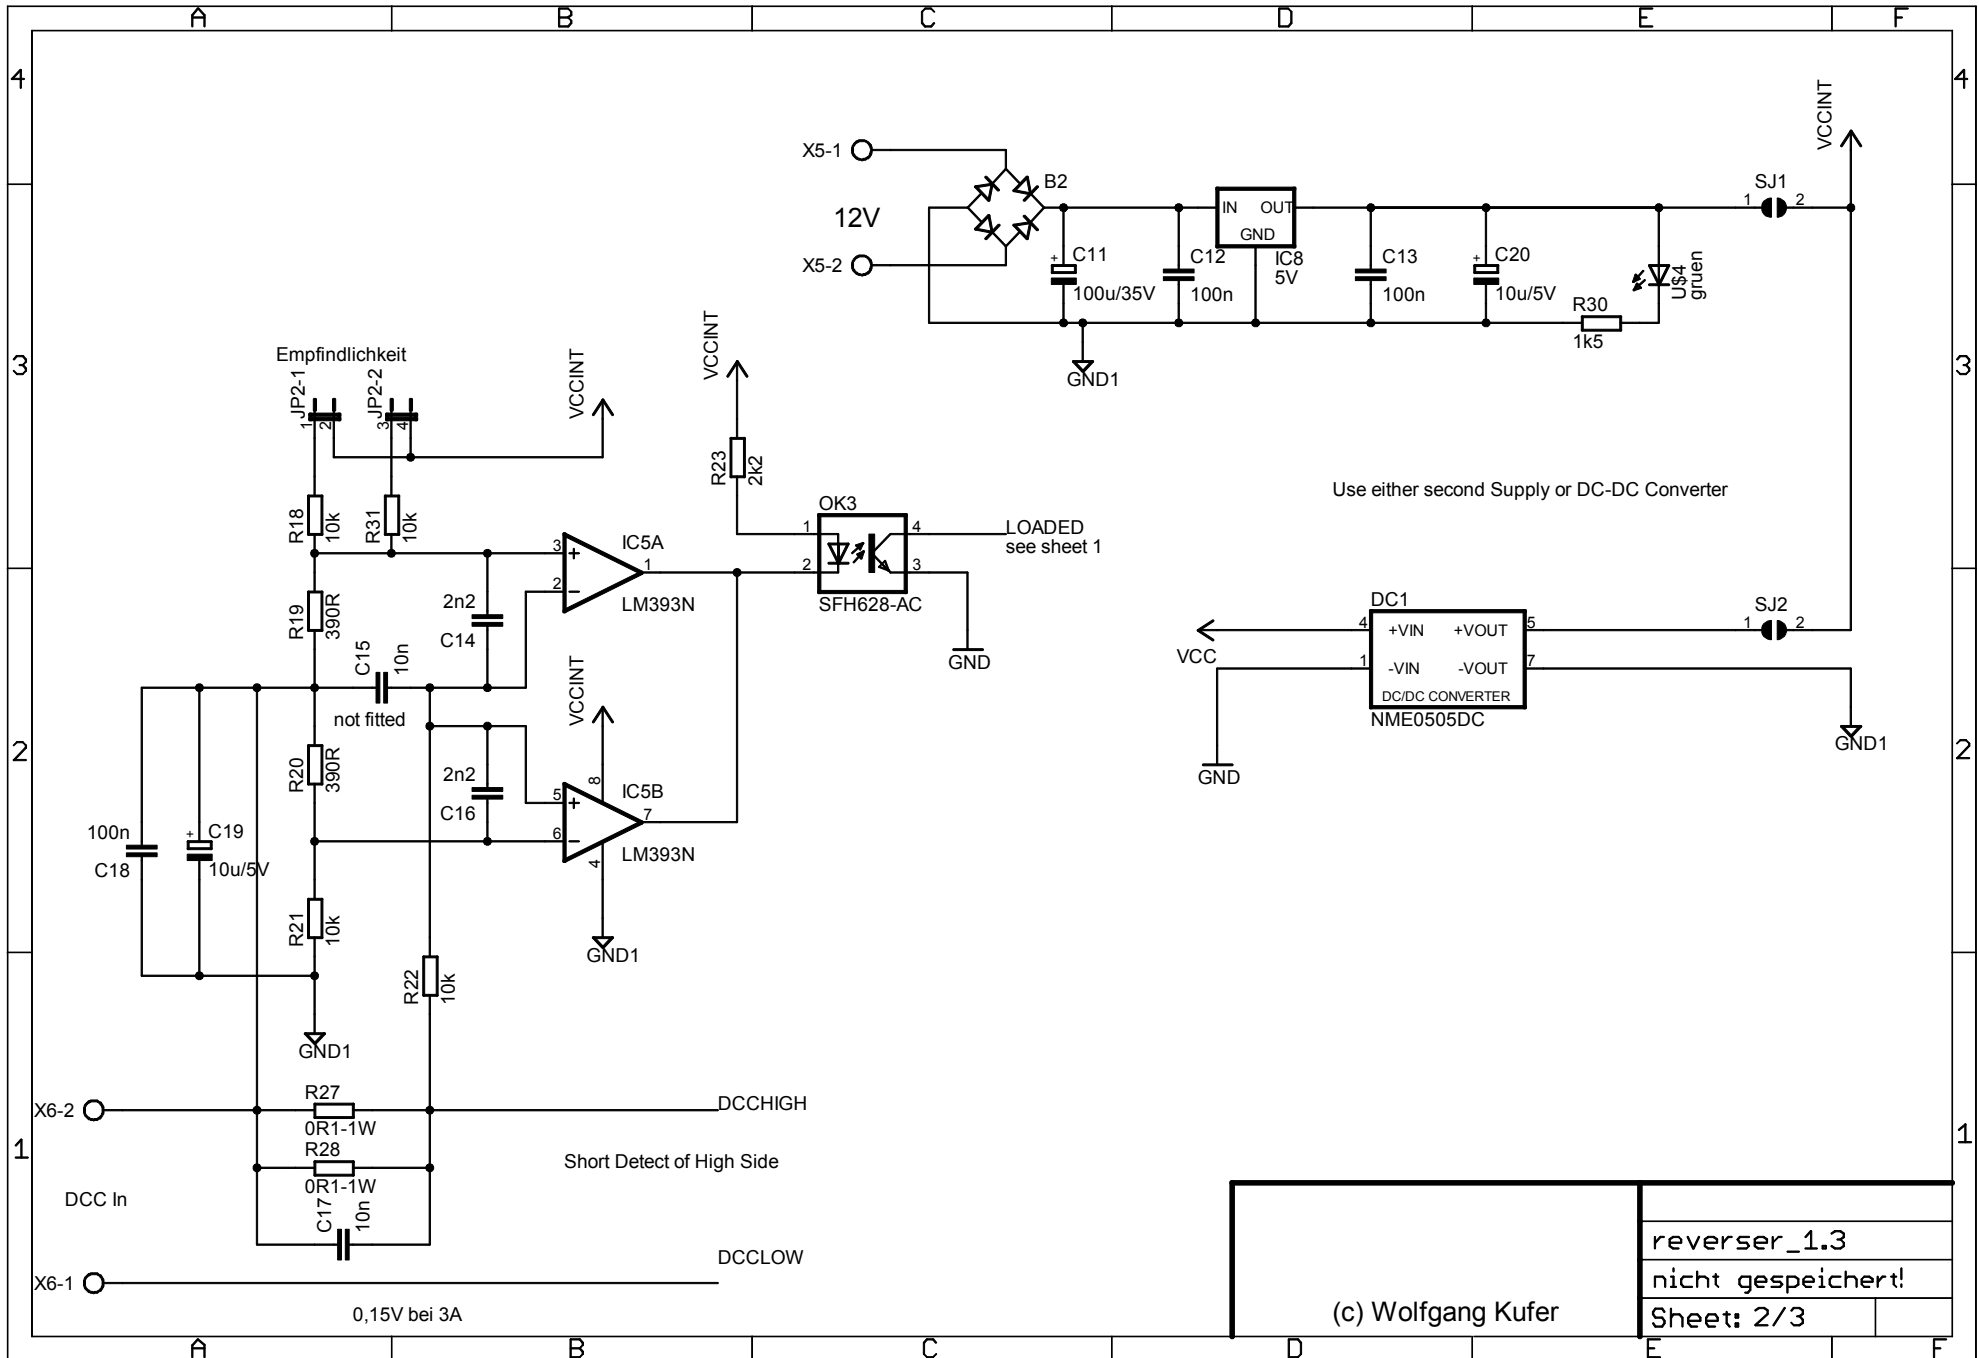 A B C D E F
4 4
VCCINT
X5-1
B2
SJ1
1 2
12V
IN OUT
GND
X5-2
C11
100u/35V
+
C12
100n
IC8
5V
C13
100n
C20
10u/5V
+
U$4
gruen
R30
1k5
GND1
3 3
Empfindlichkeit
JP2-1
JP2-2
1 2 3 4
VCCINT
VCCINT
R23
2k2
Use either second Supply or DC-DC Converter
R18
10k
R31
10k
OK3
1 4
2 3
SFH628-AC
LOADED
see sheet 1
GND
IC5A
3 + 1
2 -
LM393N
R19
390R
2n2
C14
C15
10n
not fitted
VCCINT
DC1
4 +VIN +VOUT 5
1 -VIN -VOUT 7
DC/DC CONVERTER
NME0505DC
VCC
GND
SJ2
1 2
GND1
2 2
R20
390R
2n2
C16
8
IC5B
5 + 7
6 -
4
LM393N
GND1
100n
C18
C19
10u/5V
+
R21
10k
R22
10k
GND1
1 1
X6-2
R27
0R1-1W
DCCHIGH
R28
0R1-1W
Short Detect of High Side
DCC In
C17
10n
DCCLOW
X6-1
0,15V bei 3A
(c) Wolfgang Kufer
reverser_1.3
nicht gespeichert!
Sheet: 2/3
A B C D E F